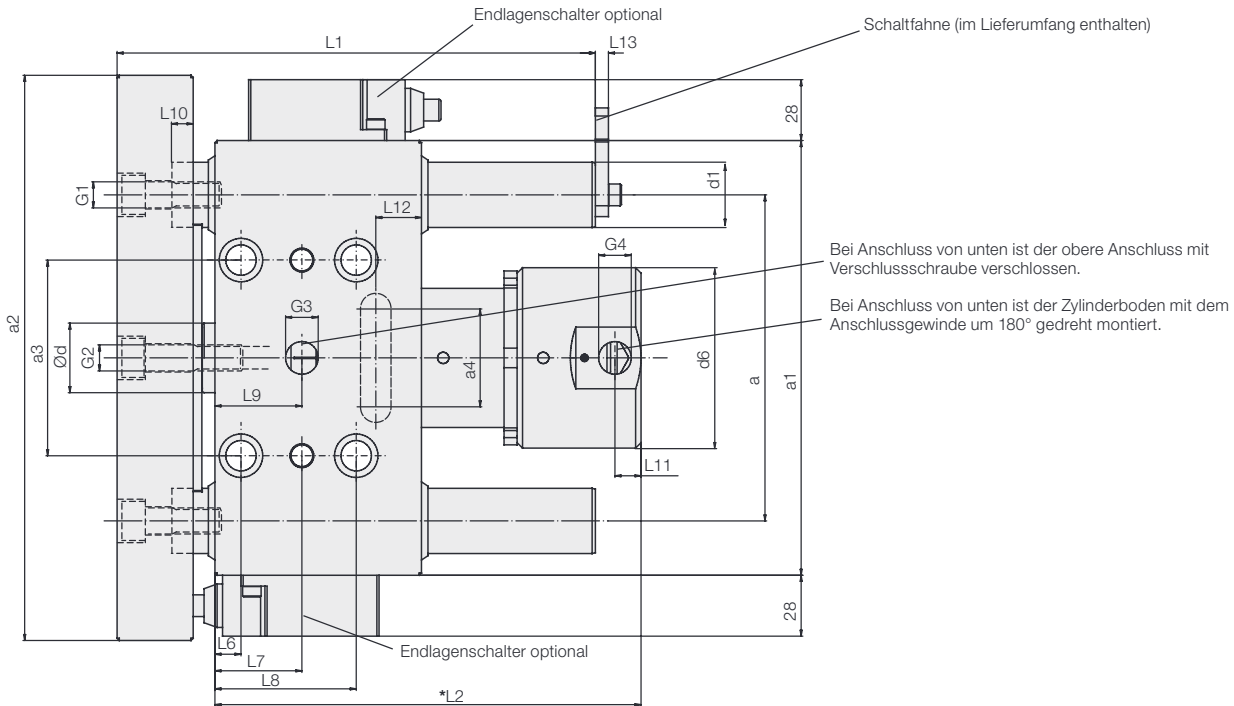 Endlagenschalter optional
Schaltfahne (im Lieferumfang enthalten)
L1
L13
L10
28
G1
d1
L12
G4
Bei Anschluss von unten ist der obere Anschluss mit
Verschlussschraube verschlossen.
Bei Anschluss von unten ist der Zylinderboden mit dem
Anschlussgewinde um 180° gedreht montiert.
a2
a3
Ød
G2
G3
a4
d6
a
a1
L9
L11
28
L6
L7
L8
Endlagenschalter optional
*L2